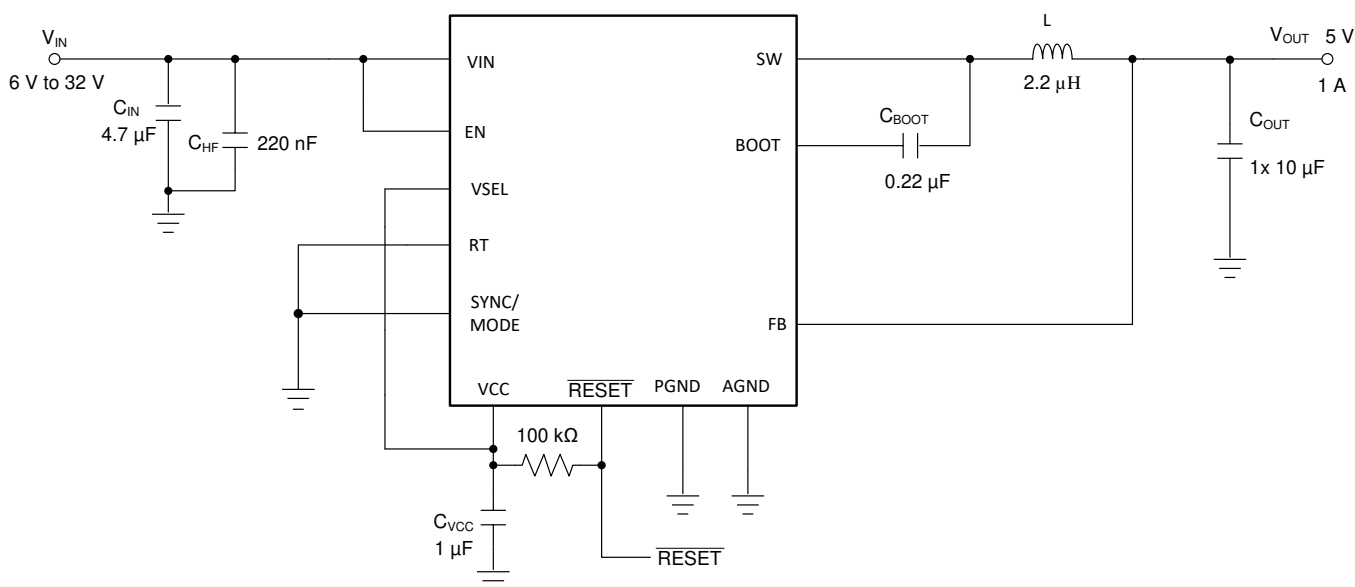 V_IN
6 V to 32 V
C_IN
4.7 µF
C_HF
220 nF
VIN
EN
VSEL
RT
SYNC/
MODE
VCC
RESET
PGND
AGND
SW
BOOT
FB
C_BOOT
0.22 µF
L
2.2 µH
V_OUT 5 V
1 A
C_OUT
1x 10 µF
100 kΩ
C_VCC
1 µF
RESET